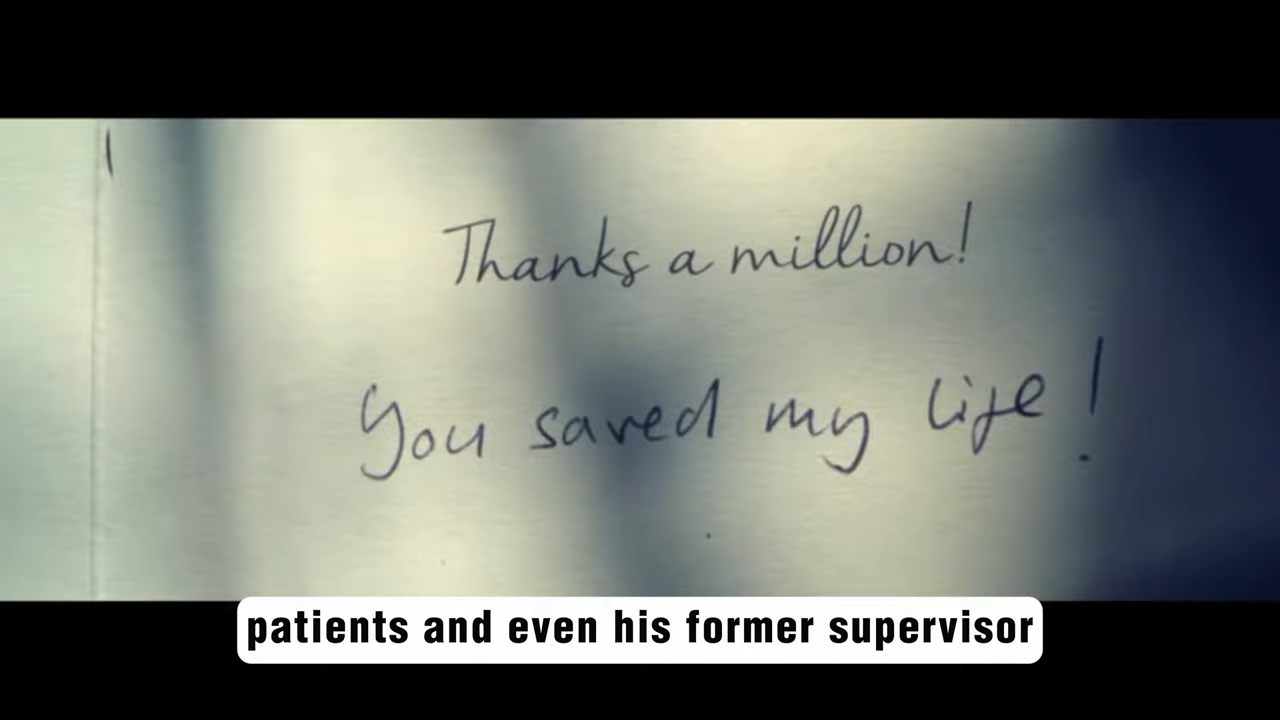 Thanks a million!
You saved my life!
patients and even his former supervisor